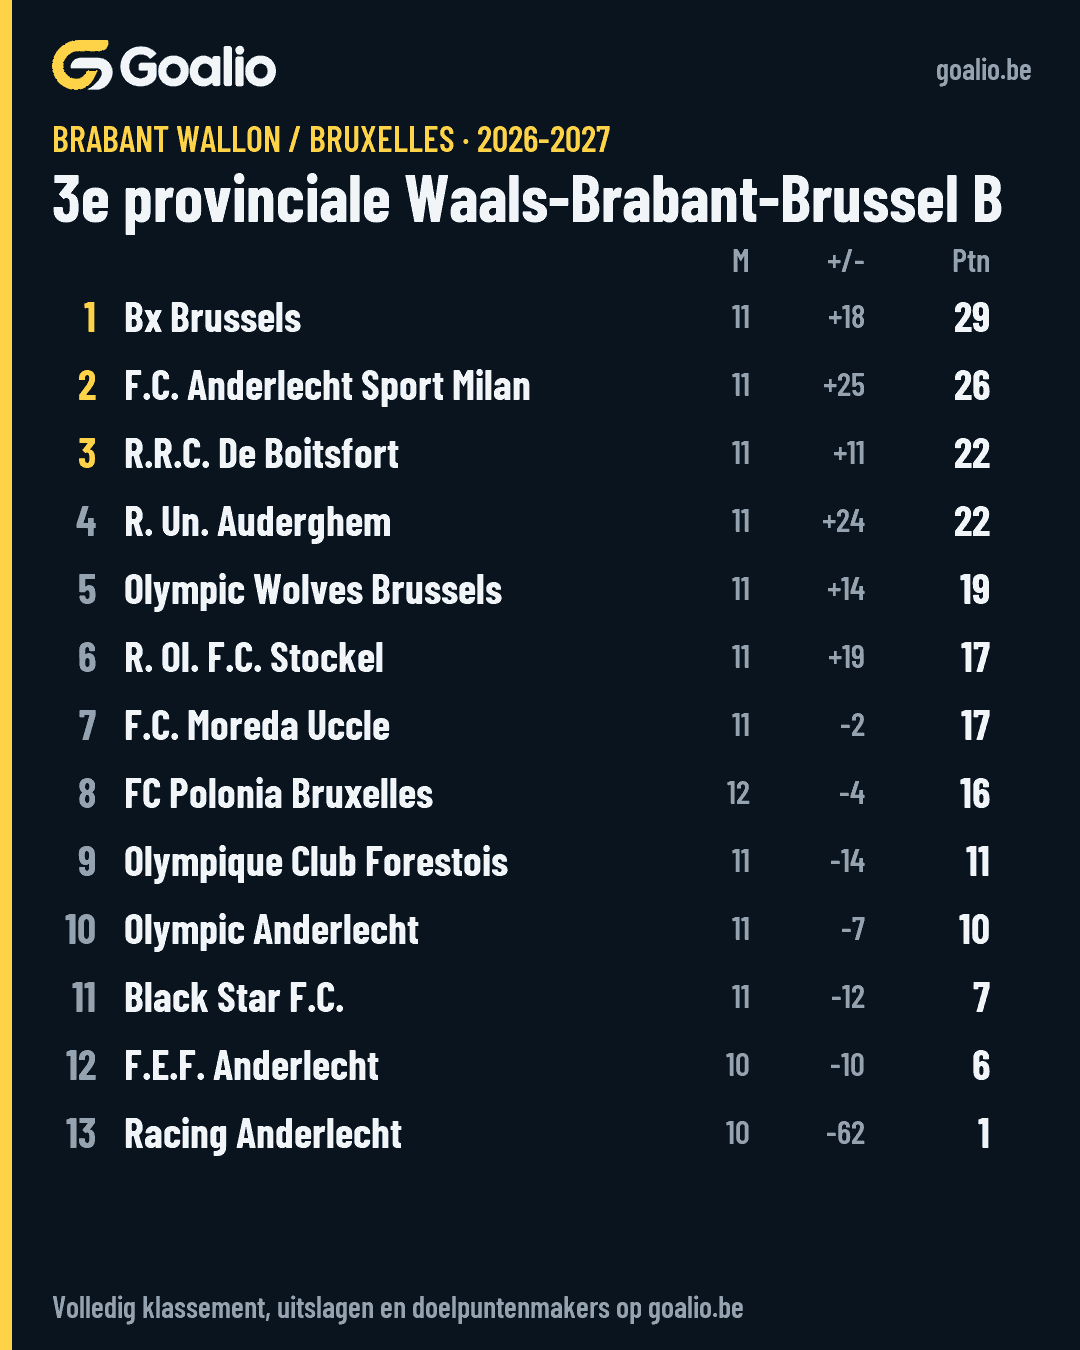 Goalio
goalio.be
BRABANT WALLON / BRUXELLES · 2026-2027
3e provinciale Waals-Brabant-Brussel B
M +/- Ptn
1 Bx Brussels 11 +18 29
2 F.C. Anderlecht Sport Milan 11 +25 26
3 R.R.C. De Boitsfort 11 +11 22
4 R. Un. Auderghem 11 +24 22
5 Olympic Wolves Brussels 11 +14 19
6 R. Ol. F.C. Stockel 11 +19 17
7 F.C. Moreda Uccle 11 -2 17
8 FC Polonia Bruxelles 12 -4 16
9 Olympique Club Forestois 11 -14 11
10 Olympic Anderlecht 11 -7 10
11 Black Star F.C. 11 -12 7
12 F.E.F. Anderlecht 10 -10 6
13 Racing Anderlecht 10 -62 1
Volledig klassement, uitslagen en doelpuntenmakers op goalio.be